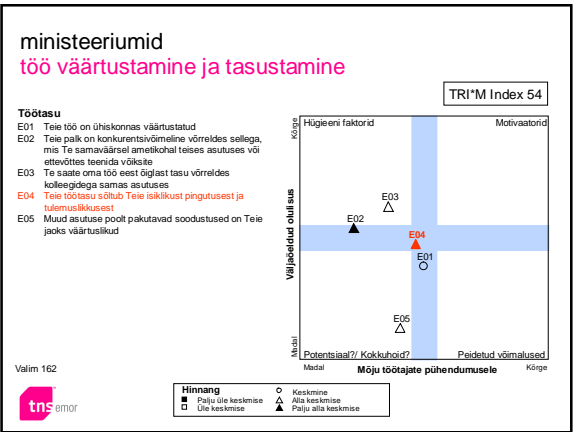 ministeeriumid
töö väärtustamine ja tasustamine
TRI*M Index 54
Töötasu
E01 Teie töö on ühiskonnas väärtustatud
E02 Teie palk on konkurentsivõimeline võrreldes sellega,
mis Te samaväärsel ametikohal teises asutuses või
ettevõttes teenida võiksite
E03 Te saate oma töö eest õiglast tasu võrreldes
kolleegidega samas asutuses
E04 Teie töötasu sõltub Teie isiklikust pingutusest ja
tulemuslikkusest
E05 Muud asutuse poolt pakutavad soodustused on Teie
jaoks väärtuslikud
Kõrge
Hügieeni faktorid
Motivaatorid
E03
E02
E04
E01
E05
Väljaöeldud olulisus
Madal
Potentsiaal?/ Kokkuhoid?
Peidetud võimalused
Madal
Mõju töötajate pühendumusele
Kõrge
Valim 162
Hinnang
Palju üle keskmise
Üle keskmise
Keskmine
Alla keskmise
Palju alla keskmise
tns emor